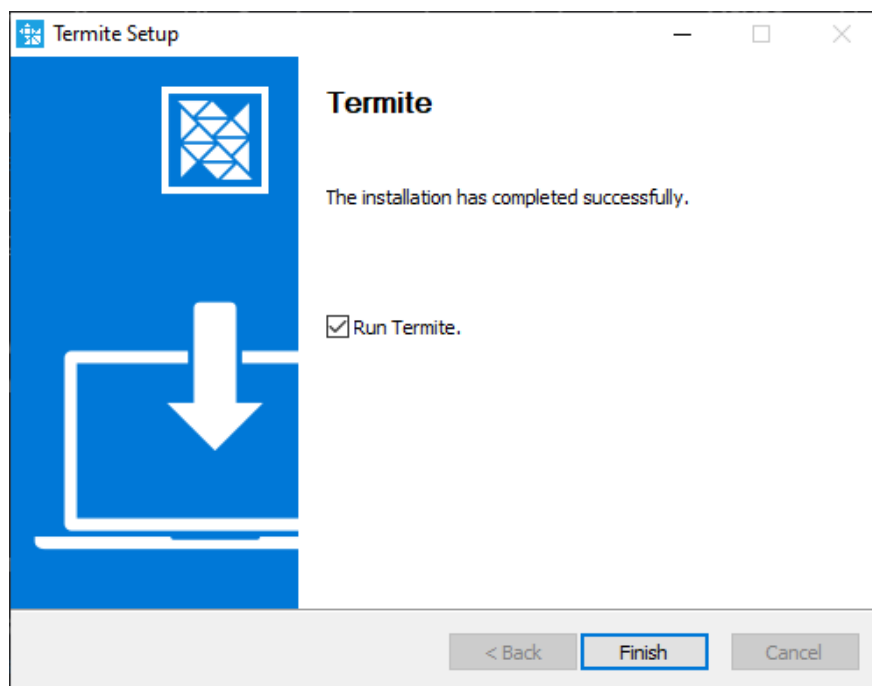 Termite Setup
Termite
The installation has completed successfully.
Run Termite.
< Back
Finish
Cancel